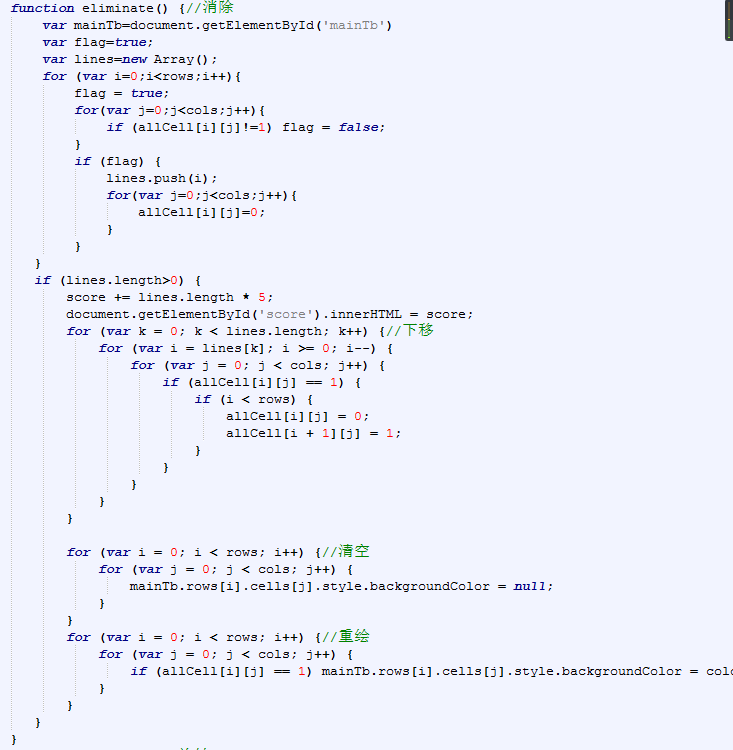 function eliminate() {//消除
var mainTb=document.getElementById('mainTb')
var flag=true;
var lines=new Array();
for (var i=0;i<rows;i++){
flag = true;
for(var j=0;j<cols;j++){
if (allCell[i][j]!=1) flag = false;
}
if (flag) {
lines.push(i);
for(var j=0;j<cols;j++){
allCell[i][j]=0;
}
}
}
if (lines.length>0) {
score += lines.length * 5;
document.getElementById('score').innerHTML = score;
for (var k = 0; k < lines.length; k++) {//下移
for (var i = lines[k]; i >= 0; i--) {
for (var j = 0; j < cols; j++) {
if (allCell[i][j] == 1) {
if (i < rows) {
allCell[i][j] = 0;
allCell[i + 1][j] = 1;
}
}
}
}
}
for (var i = 0; i < rows; i++) {//清空
for (var j = 0; j < cols; j++) {
mainTb.rows[i].cells[j].style.backgroundColor = null;
}
}
for (var i = 0; i < rows; i++) {//重绘
for (var j = 0; j < cols; j++) {
if (allCell[i][j] == 1) mainTb.rows[i].cells[j].style.backgroundColor = colo
}
}
}
}